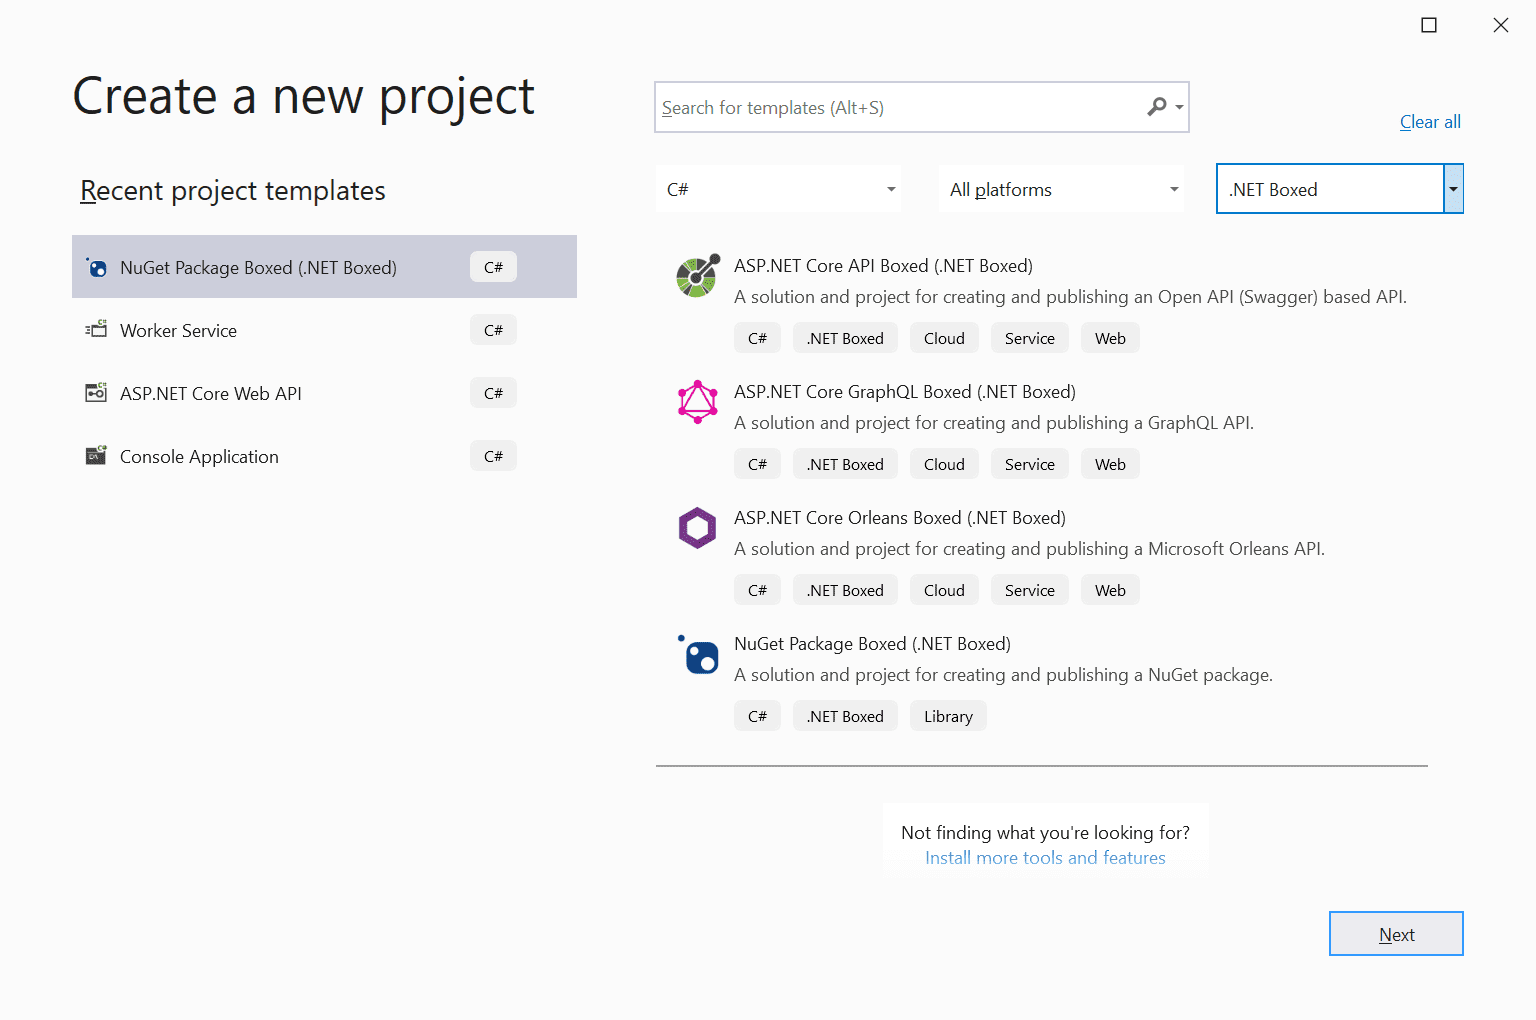 Create a new project
Search for templates (Alt+S)
Clear all
Recent project templates
C#
All platforms
.NET Boxed
NuGet Package Boxed (.NET Boxed) C#
Worker Service C#
ASP.NET Core Web API C#
Console Application C#
ASP.NET Core API Boxed (.NET Boxed)
A solution and project for creating and publishing an Open API (Swagger) based API.
C# .NET Boxed Cloud Service Web
ASP.NET Core GraphQL Boxed (.NET Boxed)
A solution and project for creating and publishing a GraphQL API.
C# .NET Boxed Cloud Service Web
ASP.NET Core Orleans Boxed (.NET Boxed)
A solution and project for creating and publishing a Microsoft Orleans API.
C# .NET Boxed Cloud Service Web
NuGet Package Boxed (.NET Boxed)
A solution and project for creating and publishing a NuGet package.
C# .NET Boxed Library
Not finding what you're looking for?
Install more tools and features
Next